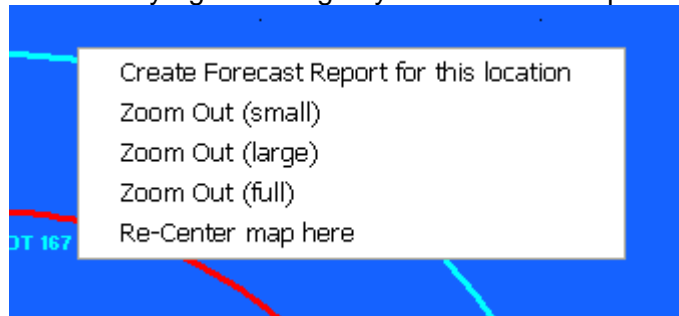 Create Forecast Report for this location
Zoom Out (small)
Zoom Out (large)
Zoom Out (full)
Re-Center map here
167